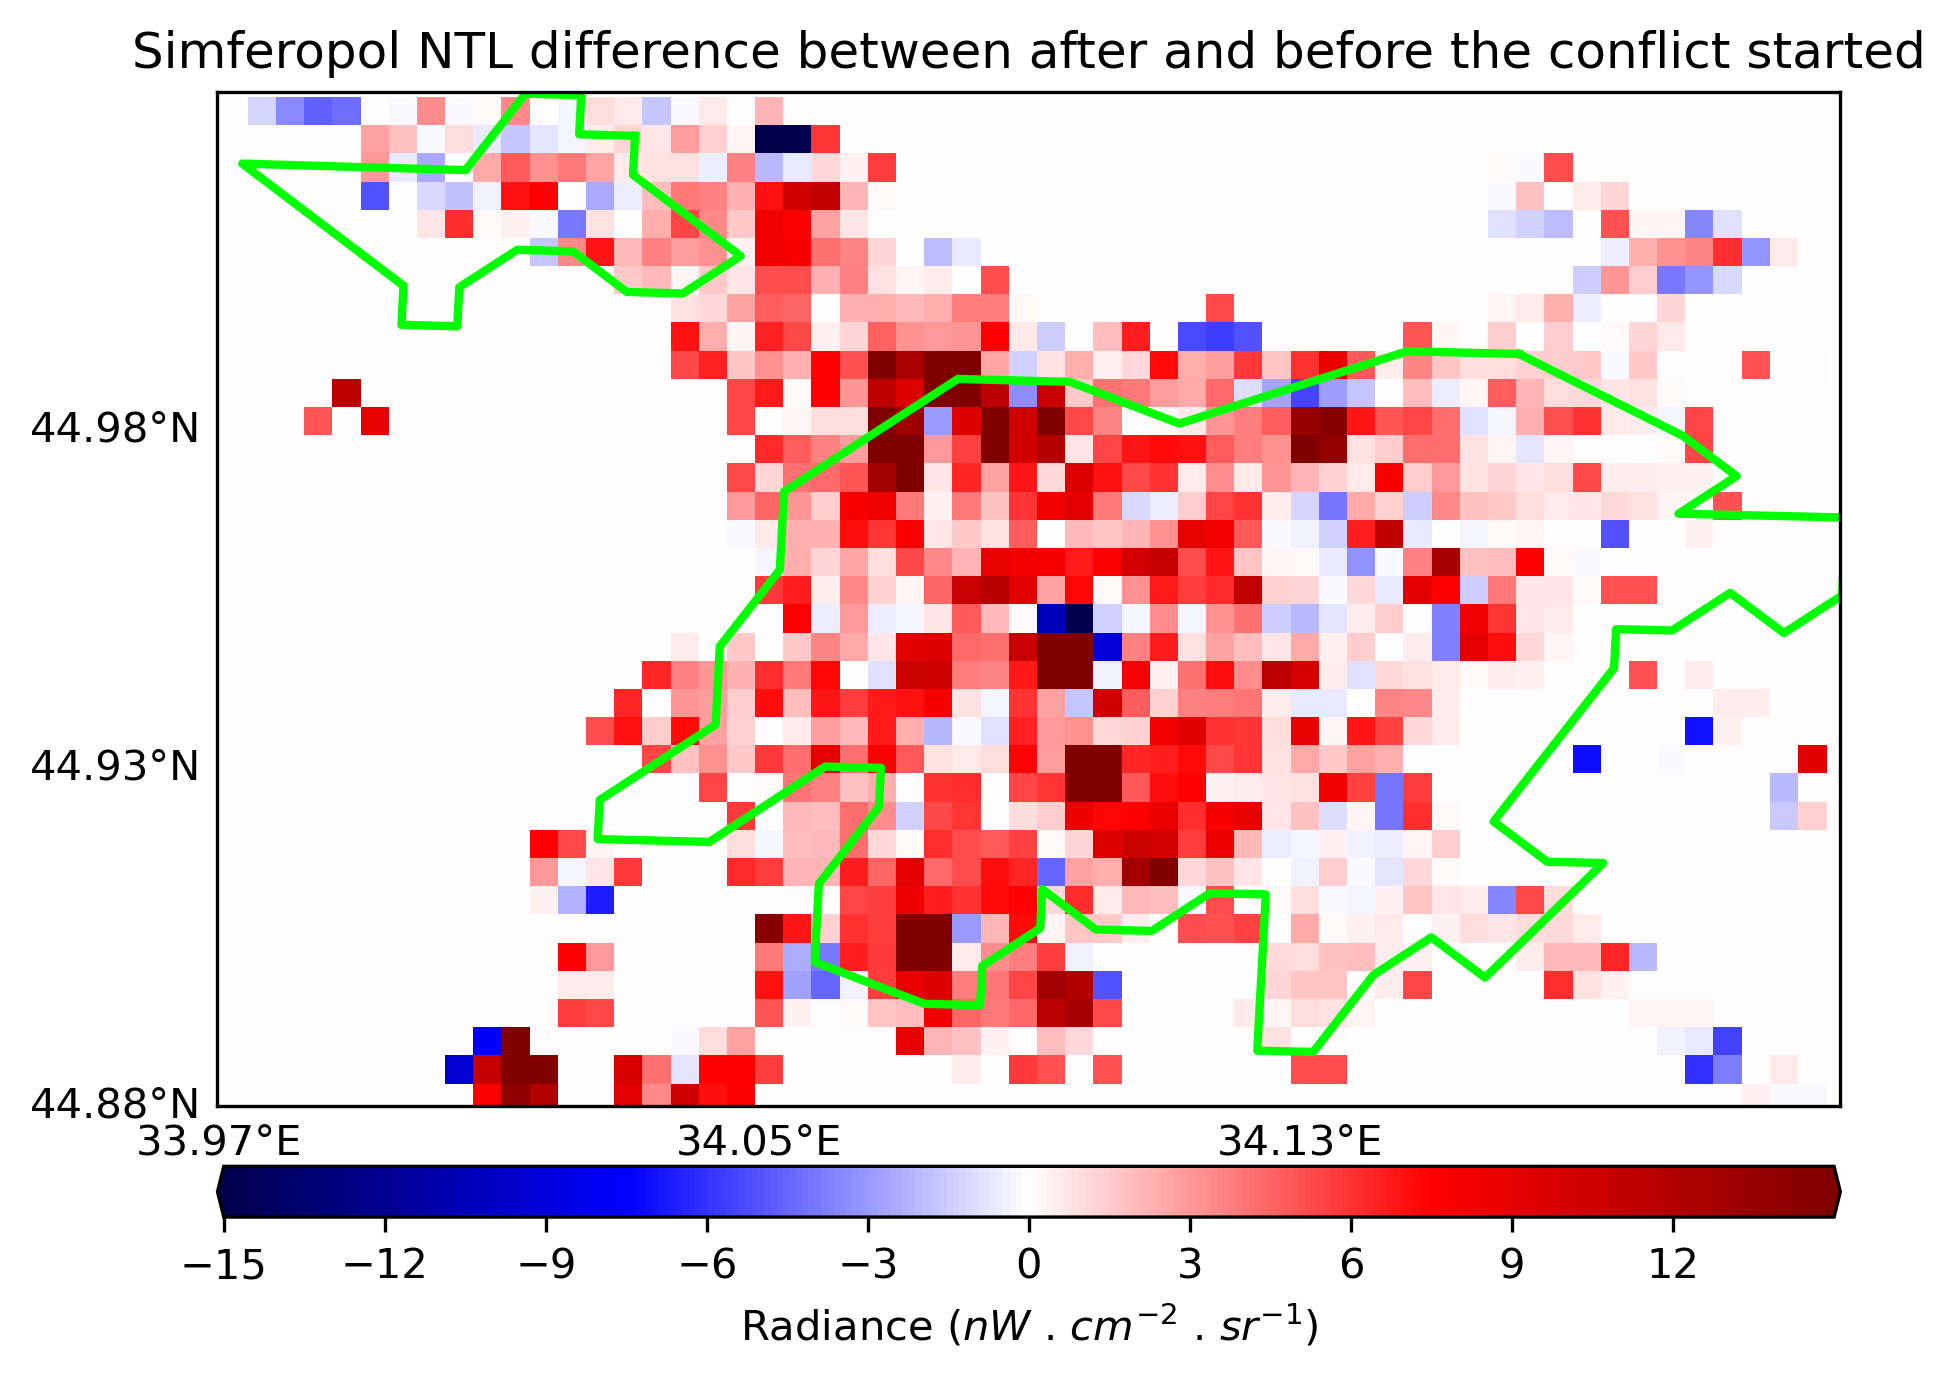 Simferopol NTL difference between after and before the conflict started
44.98°N
44.93°N
44.88°N
33.97°E 34.05°E 34.13°E
−15 −12 −9 −6 −3 0 3 6 9 12
Radiance (nW . cm⁻² . sr⁻¹)